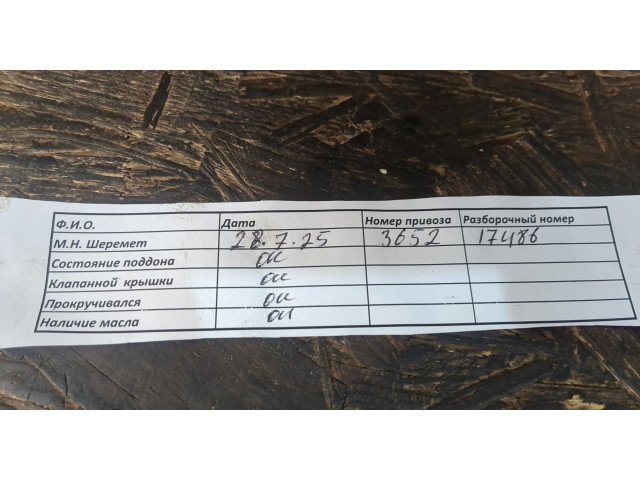 Ф.И.О. Дата Номер привоза Разборочный номер
М.Н. Шеремет 28.7.25 3652 17486
Состояние поддона ок
Клапанной крышки ок
Прокручивался ок
Наличие масла ок